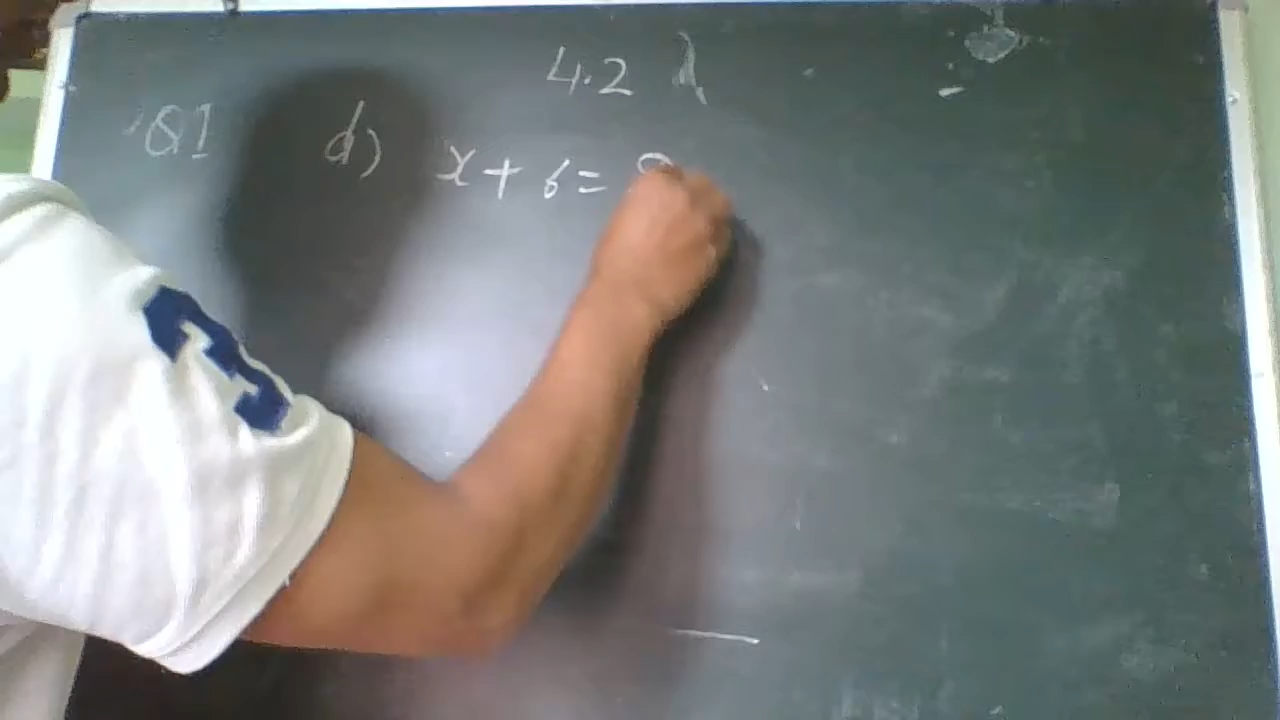 4.2
Q1 d) x + 6 =